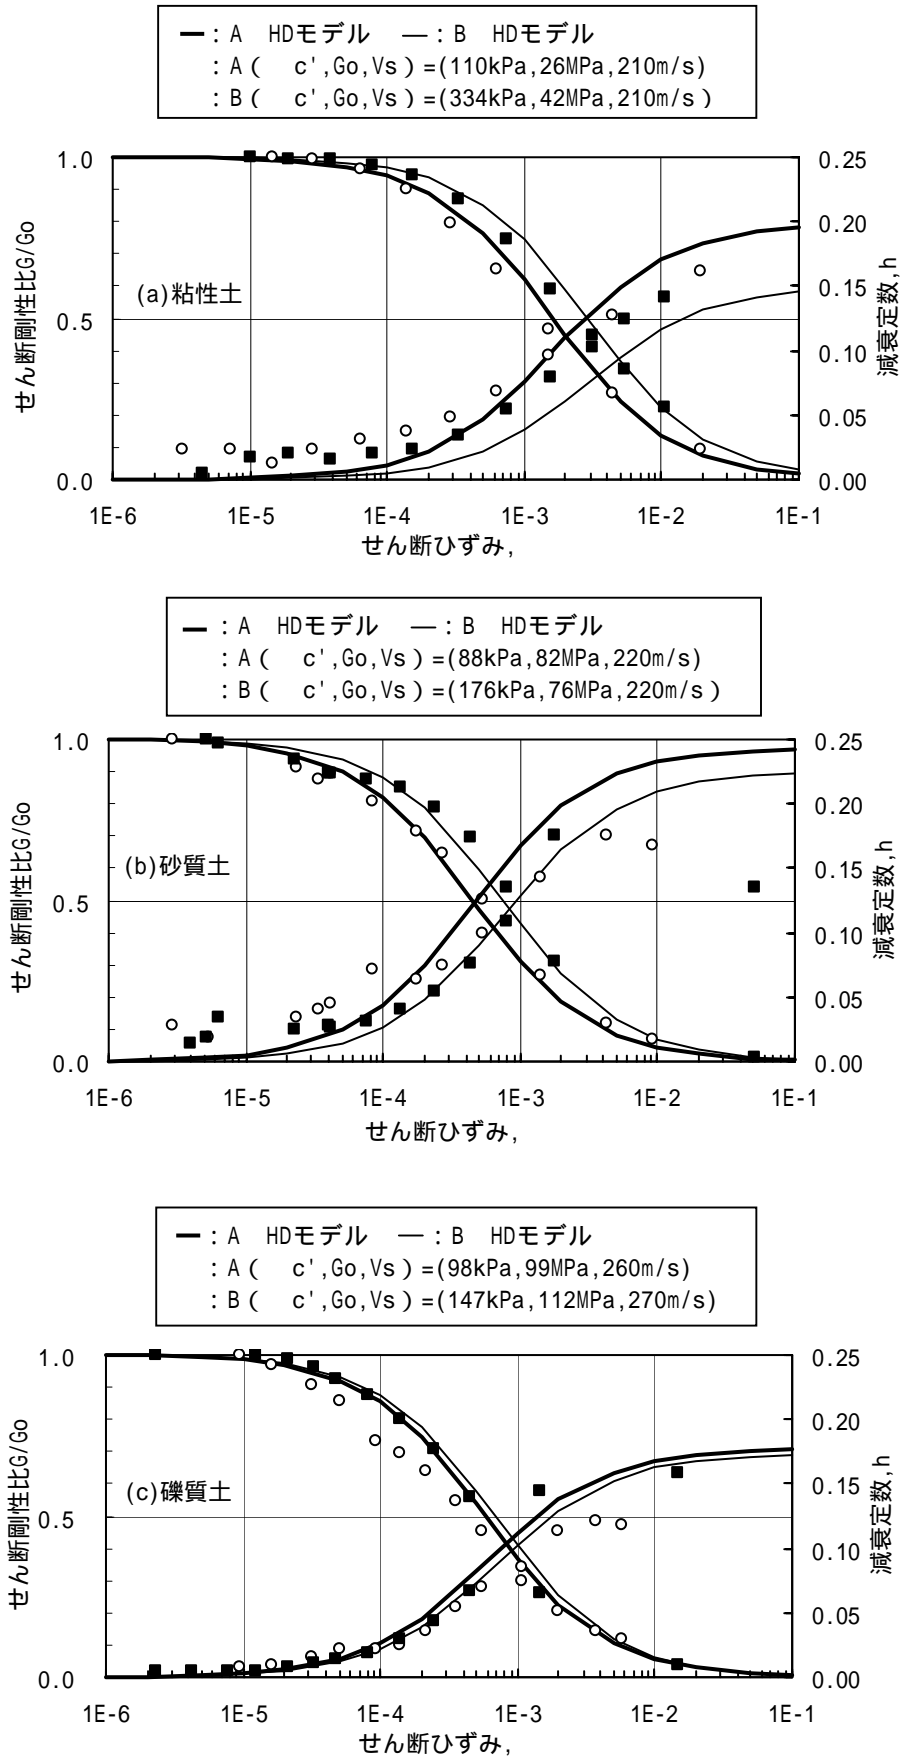 : A HDモデル : B HDモデル
: A ( c',Go,Vs ) =(110kPa,26MPa,210m/s)
: B ( c',Go,Vs ) =(334kPa,42MPa,210m/s )
1.0
0.5
0.0
せん断剛性比G/Go
(a)粘性土
0.25
0.20
0.15
0.10
0.05
0.00
減衰定数,h
1E-6 1E-5 1E-4 1E-3 1E-2 1E-1
せん断ひずみ,
: A HDモデル : B HDモデル
: A ( c',Go,Vs ) =(88kPa,82MPa,220m/s)
: B ( c',Go,Vs ) =(176kPa,76MPa,220m/s )
1.0
0.5
0.0
せん断剛性比G/Go
(b)砂質土
0.25
0.20
0.15
0.10
0.05
0.00
減衰定数,h
1E-6 1E-5 1E-4 1E-3 1E-2 1E-1
せん断ひずみ,
: A HDモデル : B HDモデル
: A ( c',Go,Vs ) =(98kPa,99MPa,260m/s)
: B ( c',Go,Vs ) =(147kPa,112MPa,270m/s)
1.0
0.5
0.0
せん断剛性比G/Go
(c)礫質土
0.25
0.20
0.15
0.10
0.05
0.00
減衰定数,h
1E-6 1E-5 1E-4 1E-3 1E-2 1E-1
せん断ひずみ,